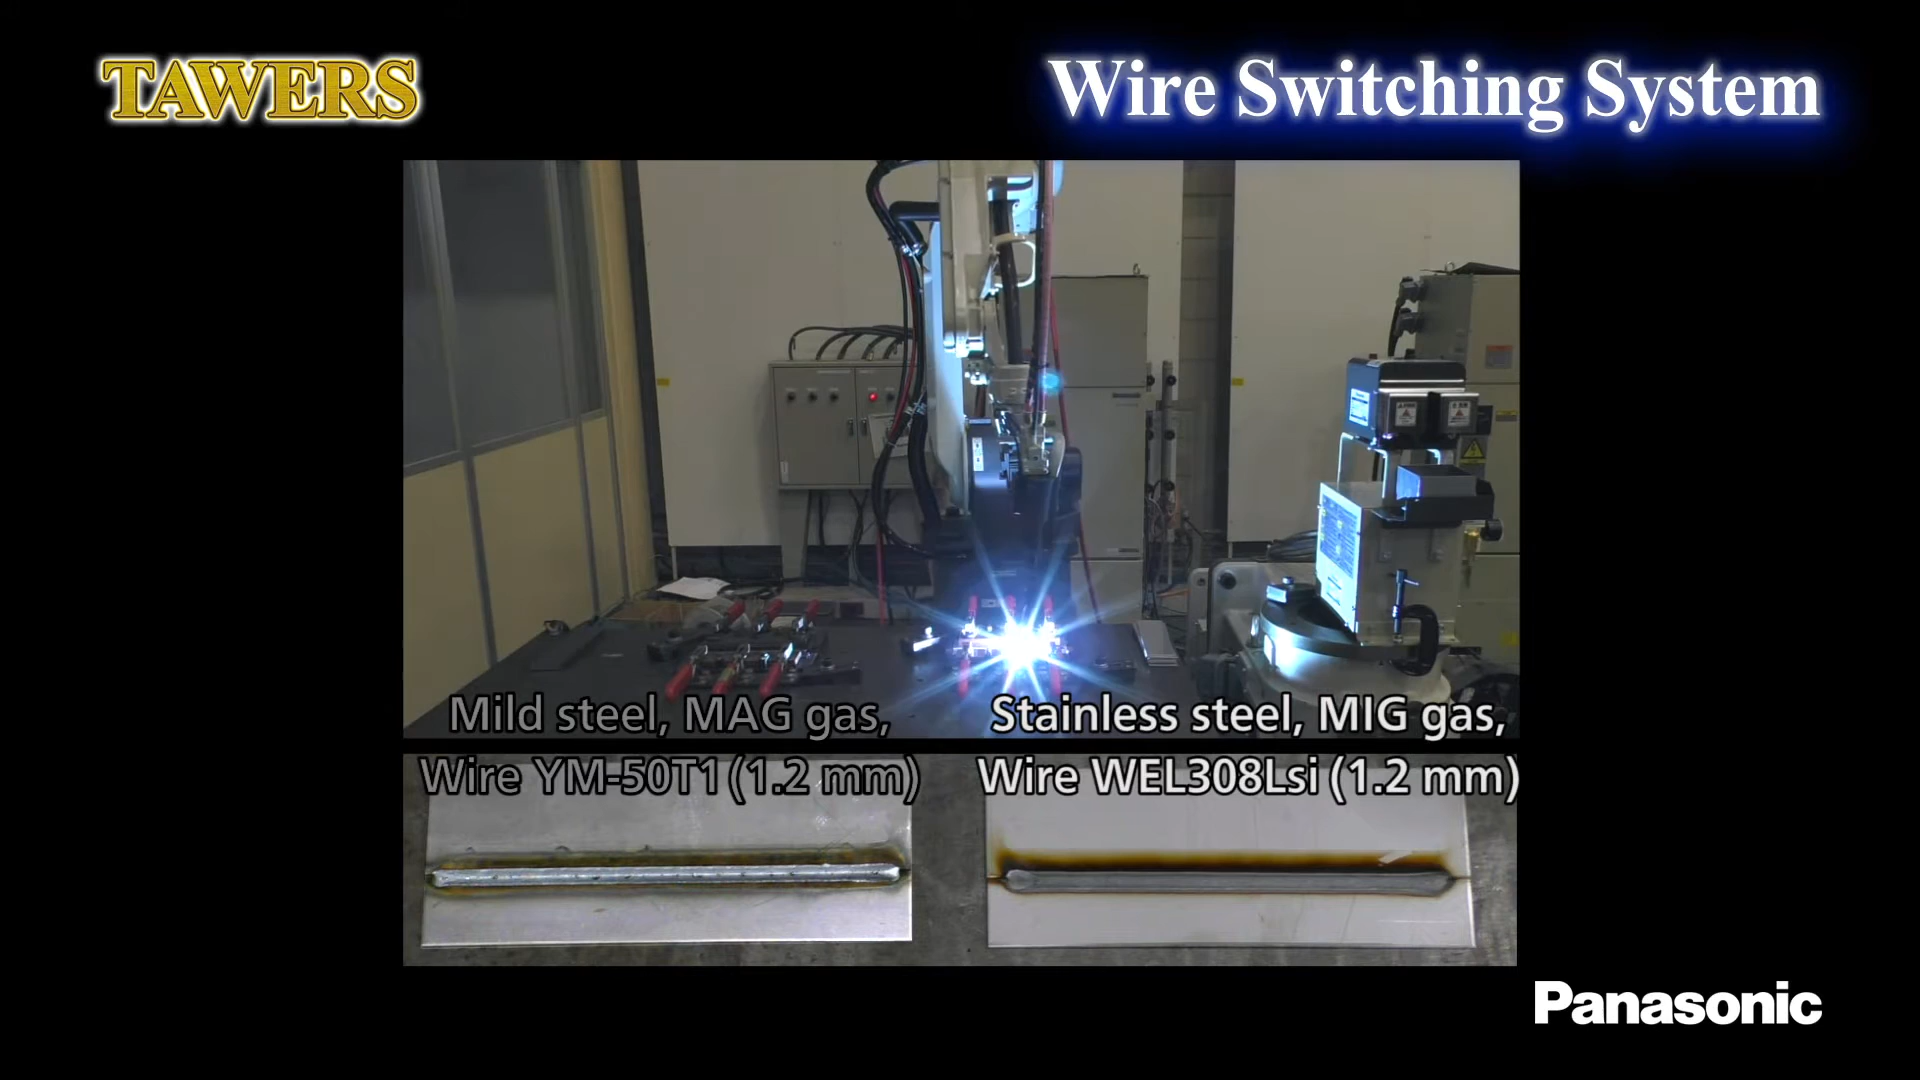 TAWERS
Wire Switching System
Mild steel, MAG gas,
Wire YM-50T1 (1.2 mm)
Stainless steel, MIG gas,
Wire WEL308Lsi (1.2 mm)
Panasonic